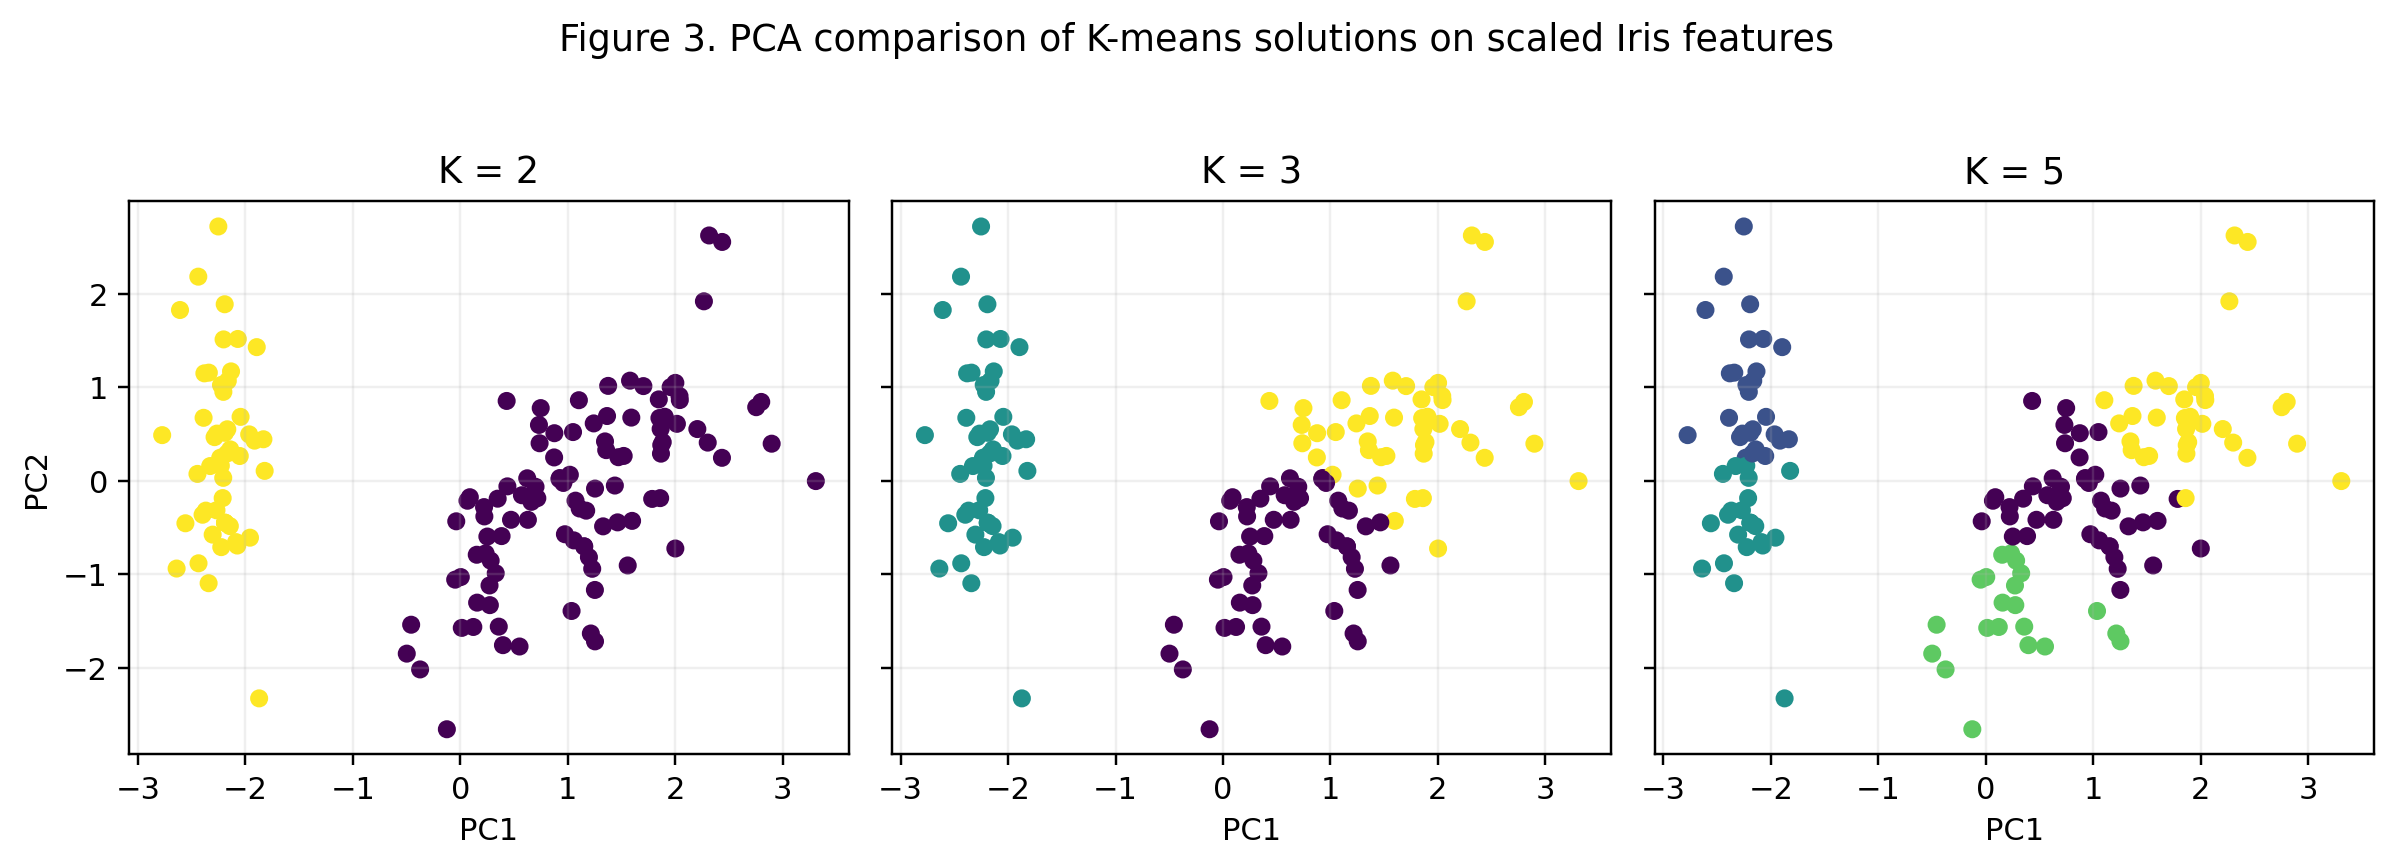 Figure 3. PCA comparison of K-means solutions on scaled Iris features
K = 2
K = 3
K = 5
PC2
2
1
0
−1
−2
−3 −2 −1 0 1 2 3
−3 −2 −1 0 1 2 3
−3 −2 −1 0 1 2 3
PC1
PC1
PC1